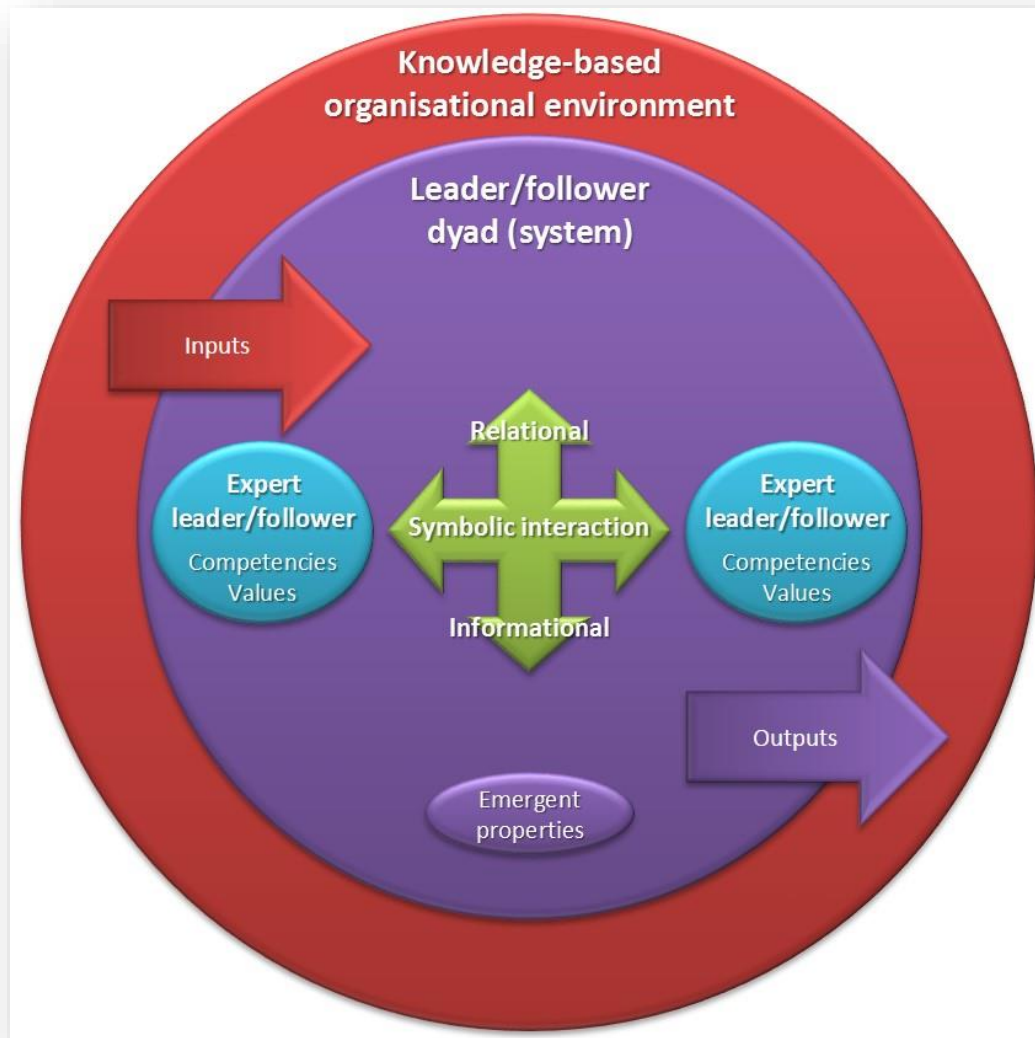 Knowledge-based
organisational environment
Leader/follower
dyad (system)
Inputs
Relational
Expert
leader/follower
Competencies
Values
Symbolic interaction
Expert
leader/follower
Competencies
Values
Informational
Outputs
Emergent
properties